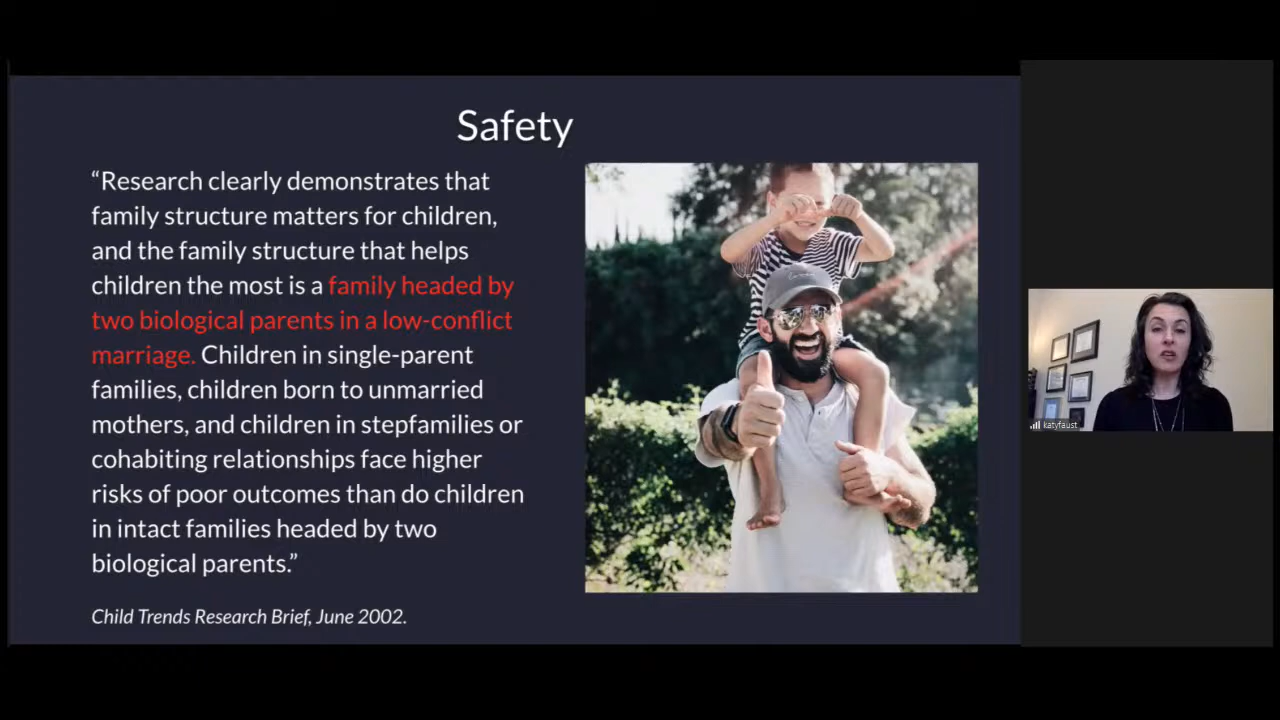 Safety
“Research clearly demonstrates that
family structure matters for children,
and the family structure that helps
children the most is a family headed by
two biological parents in a low-conflict
marriage. Children in single-parent
families, children born to unmarried
mothers, and children in stepfamilies or
cohabiting relationships face higher
risks of poor outcomes than do children
in intact families headed by two
biological parents.”
Child Trends Research Brief, June 2002.
katyfaust